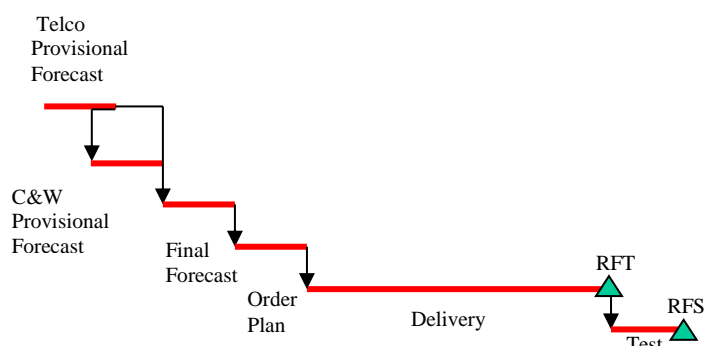 Telco
Provisional
Forecast
C&W
Provisional
Forecast
Final
Forecast
Order
Plan
Delivery
RFT
RFS
Test